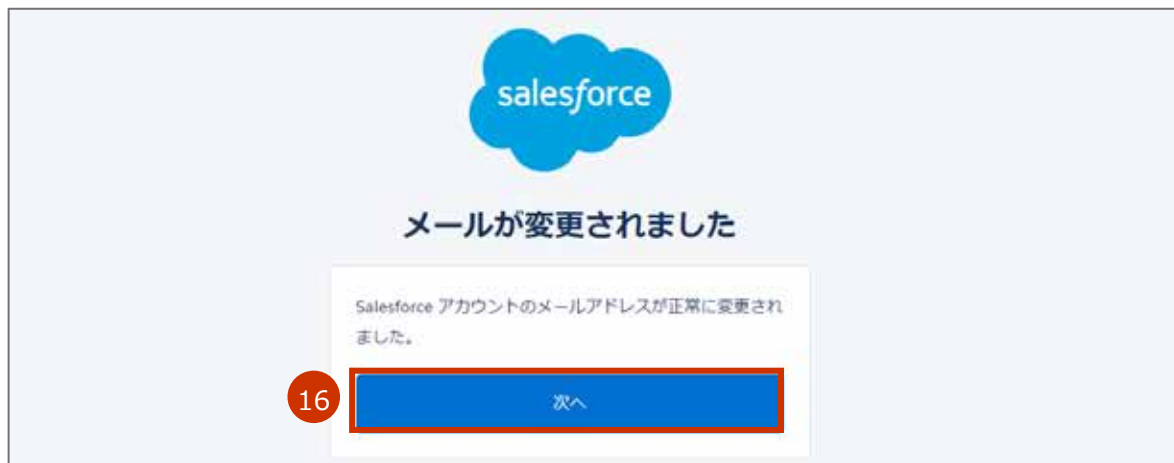 salesforce
メールが変更されました
Salesforce アカウントのメールアドレスが正常に変更され
ました。
16
次へ